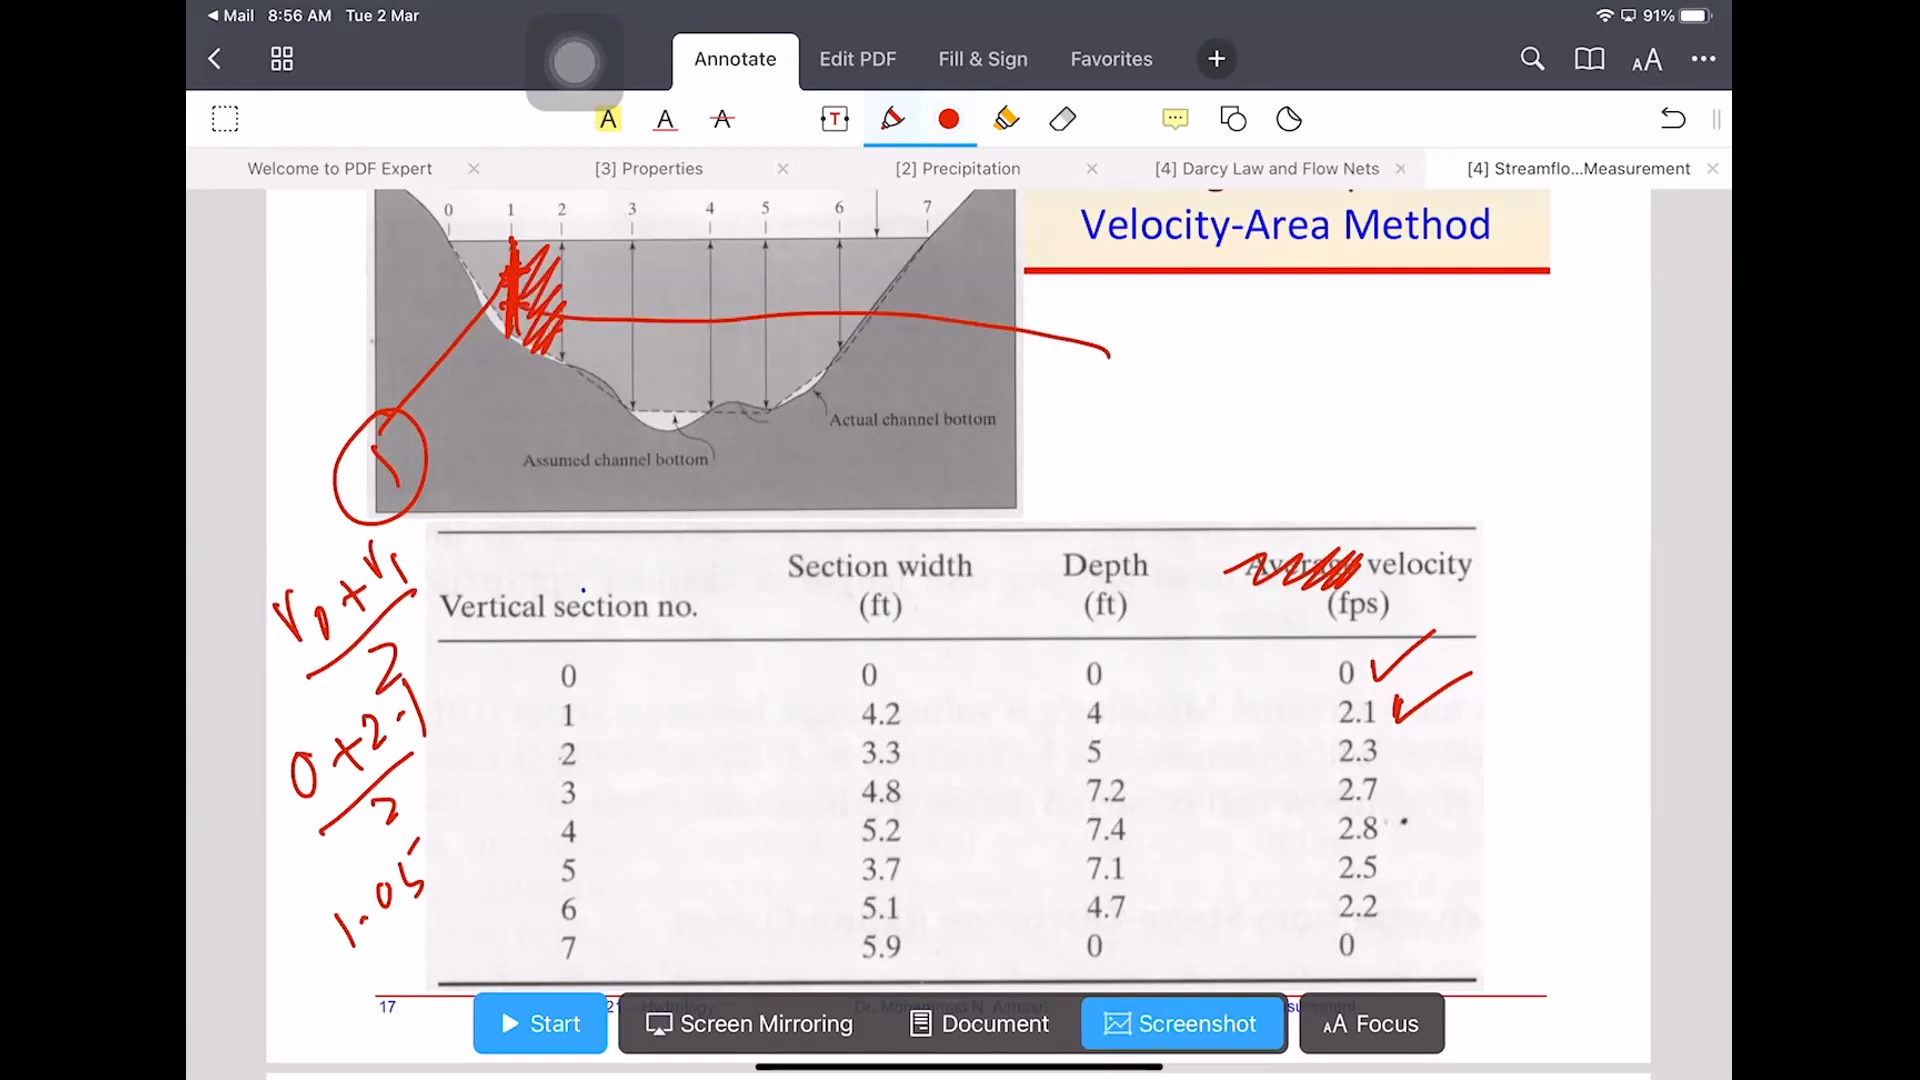 Mail 8:56 AM Tue 2 Mar 91%
Annotate Edit PDF Fill & Sign Favorites
AA
A A A T
Welcome to PDF Expert [3] Properties [2] Precipitation [4] Darcy Law and Flow Nets [4] Streamflo...Measurement
Velocity-Area Method
0 1 2 3 4 5 6 7
Actual channel bottom
Assumed channel bottom
Vertical section no. Section width (ft) Depth (ft) Average velocity (fps)
0 0 0 0
1 4.2 4 2.1
2 3.3 5 2.3
3 4.8 7.2 2.7
4 5.2 7.4 2.8
5 3.7 7.1 2.5
6 5.1 4.7 2.2
7 5.9 0 0
V0 + V1
2
0 + 2.1
2
1.05
17
Start Screen Mirroring Document Screenshot AA Focus